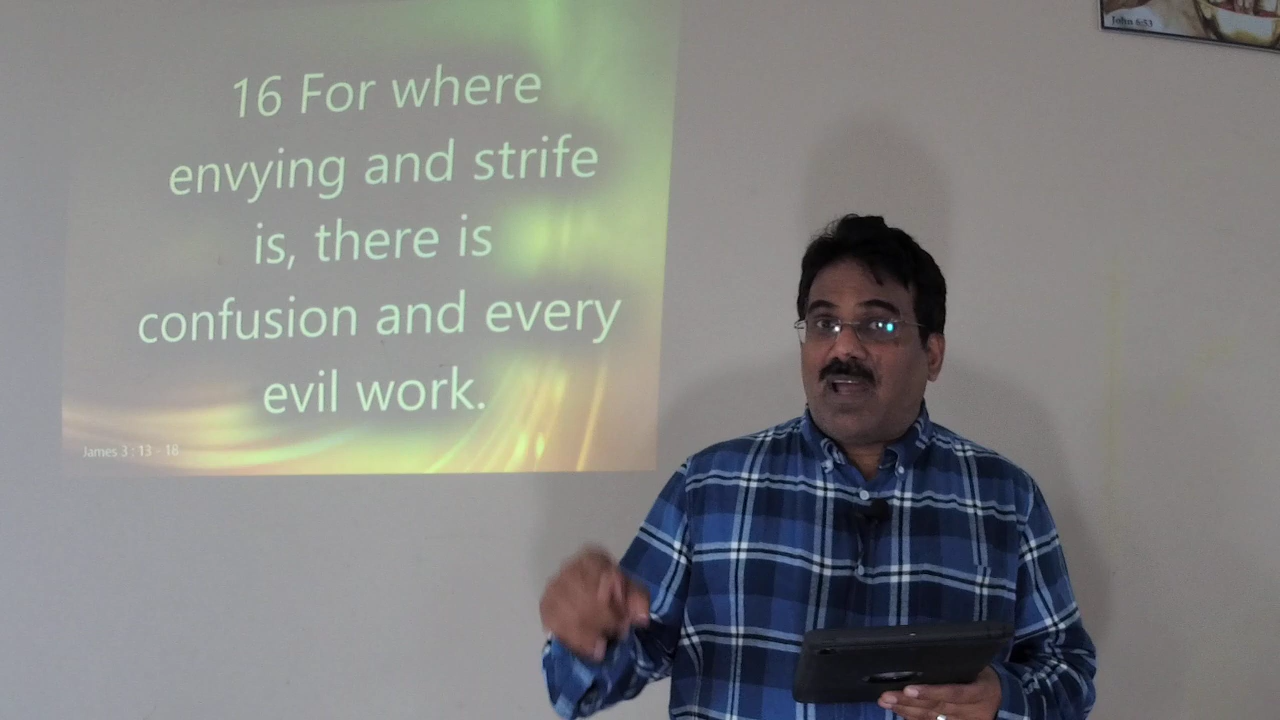 16 For where
envying and strife
is, there is
confusion and every
evil work.
James 3 : 13 - 18
John 6:53